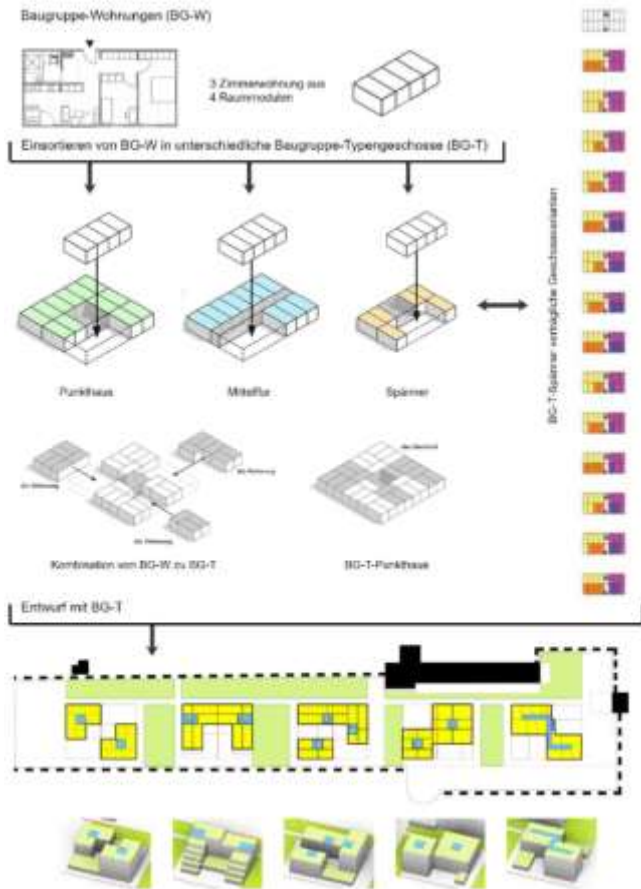 Baugruppe-Wohnungen (BG-W)
3 Zimmerwohnung aus
4 Raummodulen
Einsortieren von BG-W in unterschiedliche Baugruppe-Typengeschosse (BG-T)
BG-T-Spänner verträgliche Geschossvarianten
Punkthaus
Mittelflur
Spänner
Kombination von BG-W zu BG-T
BG-T-Punkthaus
Entwurf mit BG-T